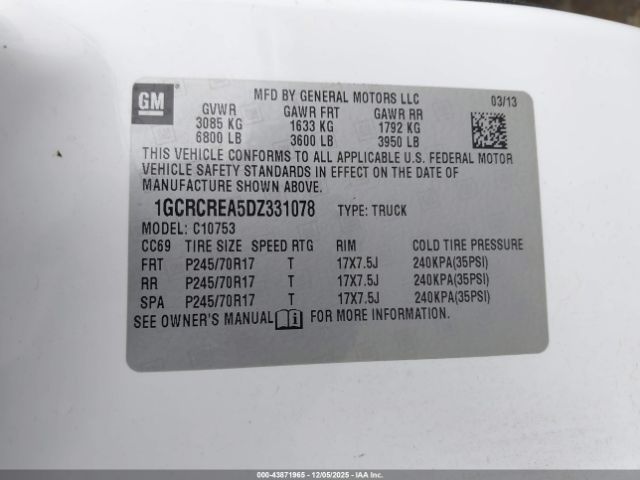 GM
MFD BY GENERAL MOTORS LLC 03/13
GVWR GAWR FRT GAWR RR
3085 KG 1633 KG 1792 KG
6800 LB 3600 LB 3950 LB
THIS VEHICLE CONFORMS TO ALL APPLICABLE U.S. FEDERAL MOTOR
VEHICLE SAFETY STANDARDS IN EFFECT ON THE DATE OF
MANUFACTURE SHOWN ABOVE.
1GCRCREA5DZ331078 TYPE: TRUCK
MODEL: C10753
CC69 TIRE SIZE SPEED RTG RIM COLD TIRE PRESSURE
FRT P245/70R17 T 17X7.5J 240KPA(35PSI)
RR P245/70R17 T 17X7.5J 240KPA(35PSI)
SPA P245/70R17 T 17X7.5J 240KPA(35PSI)
SEE OWNER'S MANUAL FOR MORE INFORMATION.
000-43871965 - 12/05/2025 - COPYRIGHT IAA, LLC